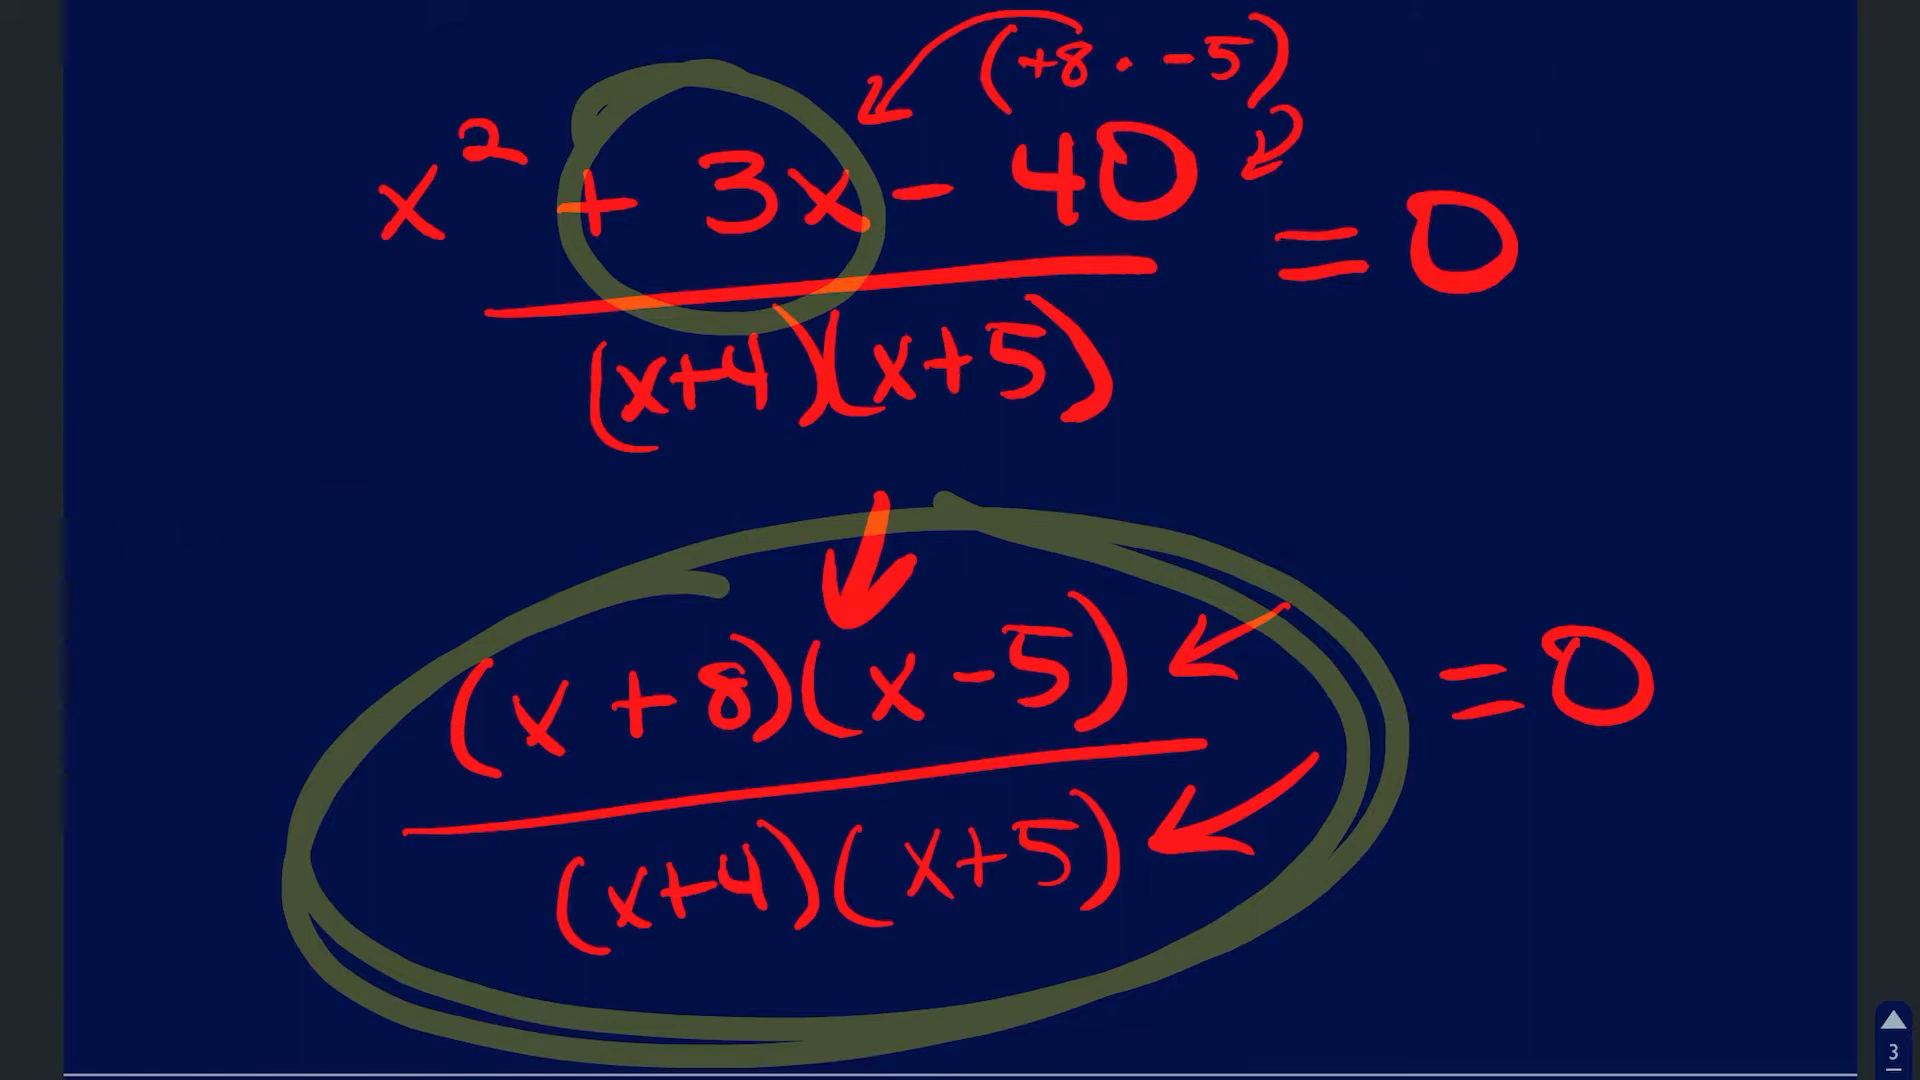 (+8 · -5)
x² + 3x - 40
= 0
(x+4)(x+5)
(x + 8)(x - 5)
= 0
(x+4)(x+5)
3